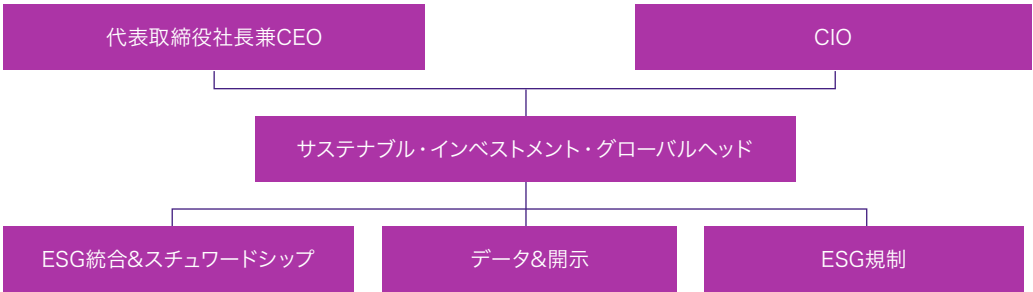 代表取締役社長兼CEO
CIO
サステナブル・インベストメント・グローバルヘッド
ESG統合&スチュワードシップ
データ&開示
ESG規制